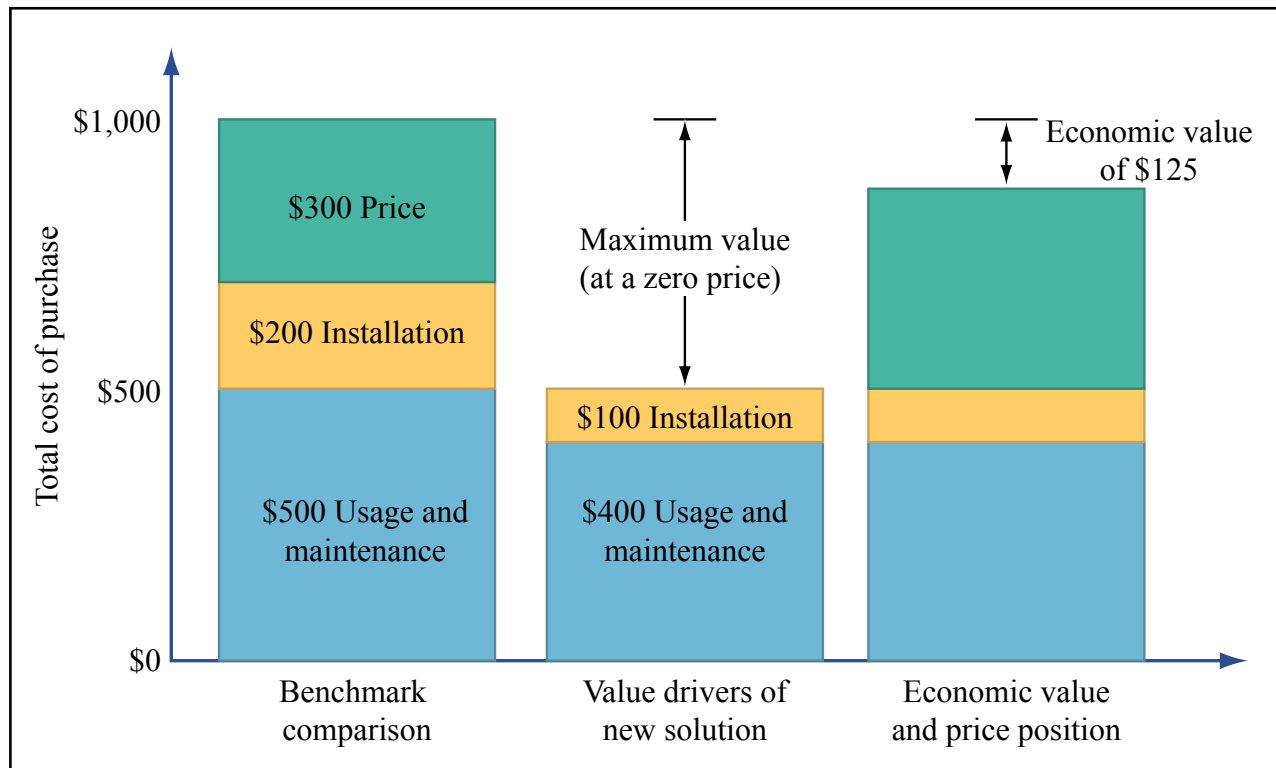 Total cost of purchase
$1,000
$500
$0
$300 Price
$200 Installation
$500 Usage and
maintenance
Maximum value
(at a zero price)
$100 Installation
$400 Usage and
maintenance
Economic value
of $125
Benchmark
comparison
Value drivers of
new solution
Economic value
and price position